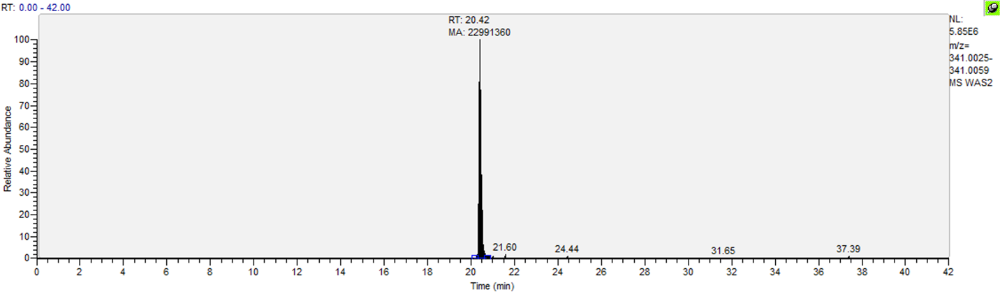 RT: 0.00 - 42.00
RT: 20.42
MA: 22991360
NL:
5.85E6
m/z=
341.0025-
341.0059
MS WAS2
100
90
80
70
60
50
40
30
20
10
0
Relative Abundance
21.60
24.44
31.65
37.39
0 2 4 6 8 10 12 14 16 18 20 22 24 26 28 30 32 34 36 38 40 42
Time (min)